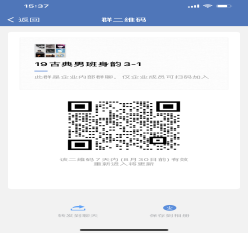 15:37
返回
群二维码
19古典男班身韵3-1
此群是企业内部群聊，仅企业成员可扫码加入
该二维码7天内(8月30日前)有效
重新进入将更新
转发到聊天
保存到相册